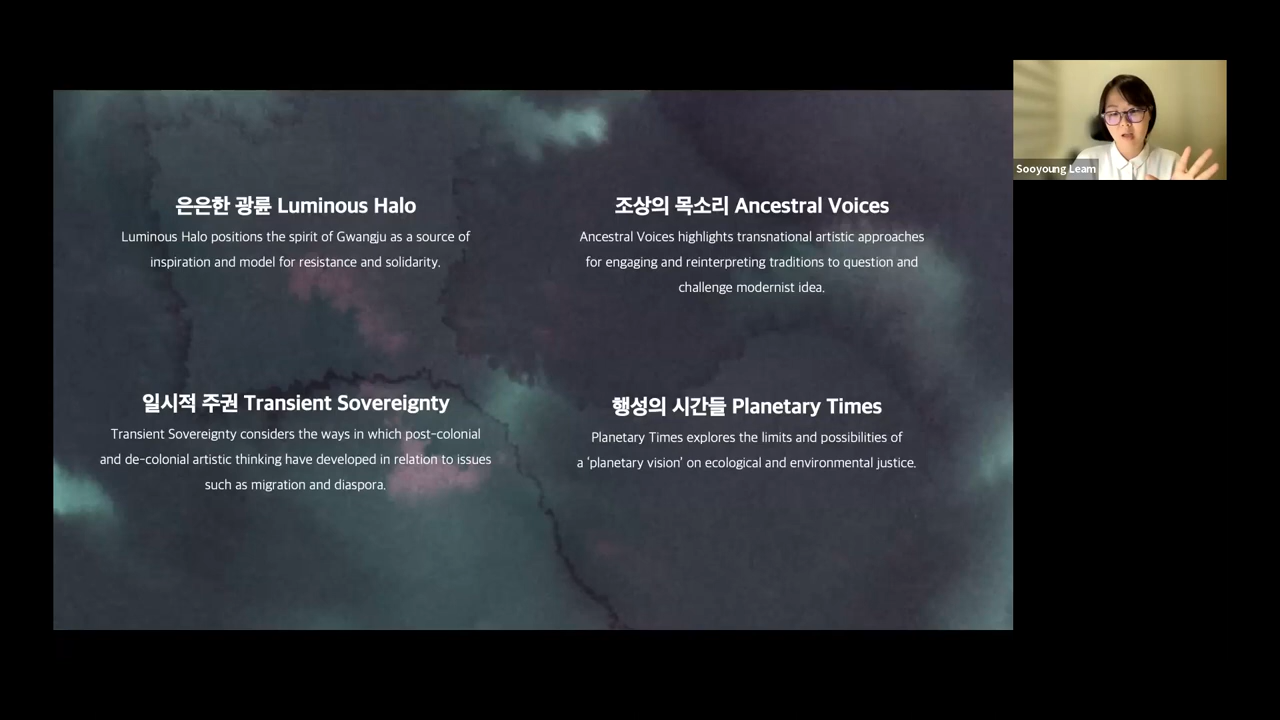 은은한 광륜 Luminous Halo
Luminous Halo positions the spirit of Gwangju as a source of
inspiration and model for resistance and solidarity.
조상의 목소리 Ancestral Voices
Ancestral Voices highlights transnational artistic approaches
for engaging and reinterpreting traditions to question and
challenge modernist idea.
일시적 주권 Transient Sovereignty
Transient Sovereignty considers the ways in which post-colonial
and de-colonial artistic thinking have developed in relation to issues
such as migration and diaspora.
행성의 시간들 Planetary Times
Planetary Times explores the limits and possibilities of
a ‘planetary vision’ on ecological and environmental justice.
Sooyoung Leam